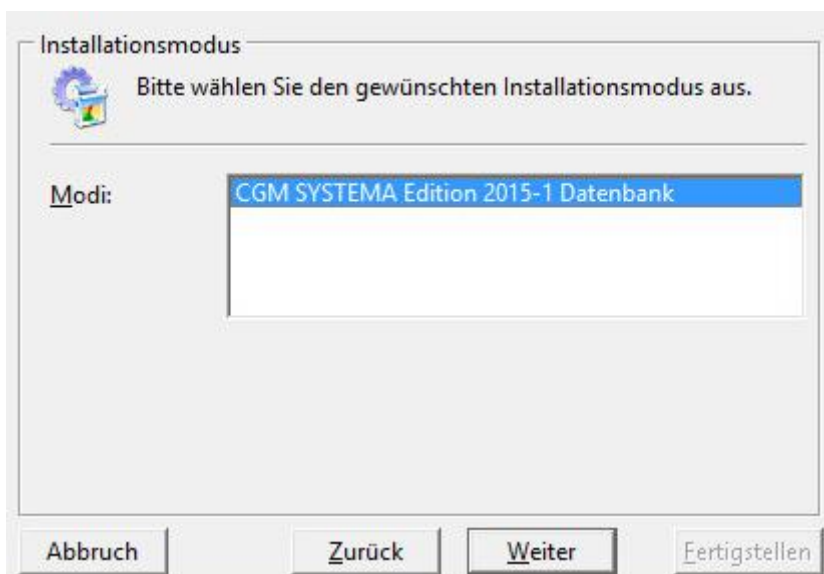 Installationsmodus
Bitte wählen Sie den gewünschten Installationsmodus aus.
Modi:
CGM SYSTEMA Edition 2015-1 Datenbank
Abbruch
Zurück
Weiter
Fertigstellen